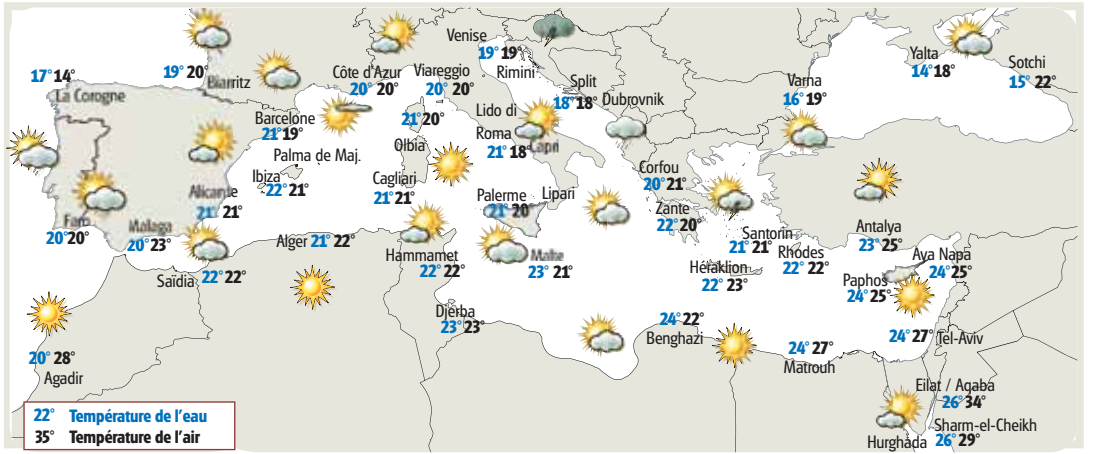 Venise
19° 19°
Rimini
Yalta
14° 18°
Sotchi
15° 22°
17° 14°
La Corogne
19° 20°
Biarritz
Côte d'Azur
20° 20°
Viareggio
20° 20°
Split
18° 18°
Dubrovnik
Varna
16° 19°
Barcelone
21° 19°
21° 20°
Olbia
Lido di
Roma
21° 18°
Capri
Palma de Maj.
Ibiza
22° 21°
Cagliari
21° 21°
Corfou
20° 21°
Alicante
21° 21°
Palerme
21° 20°
Lipari
Zante
22° 20°
Faro
20° 20°
Malaga
20° 23°
Alger 21° 22°
Santorin
21° 21°
Antalya
23° 25°
Saïdia
22° 22°
Hammamet
22° 22°
Malte
23° 21°
Héraklion
22° 23°
Rhodes
22° 22°
Aya Napa
24° 25°
Paphos
24° 25°
Djerba
23° 23°
24° 22°
Benghazi
24° 27°
Matrouh
24° 27°
Tel-Aviv
20° 28°
Agadir
Eilat / Aqaba
26° 34°
Sharm-el-Cheikh
26° 29°
Hurghada
22° Température de l'eau
35° Température de l'air